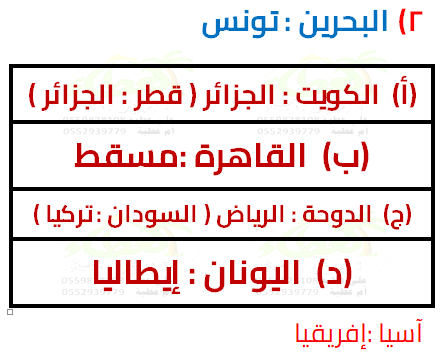 ٢) البحرين : تونس
(أ) الكويت : الجزائر ( قطر : الجزائر )
(ب) القاهرة :مسقط
(ج) الدوحة : الرياض ( السودان : تركيا )
(د) اليونان : إيطاليا
آسيا :إفريقيا